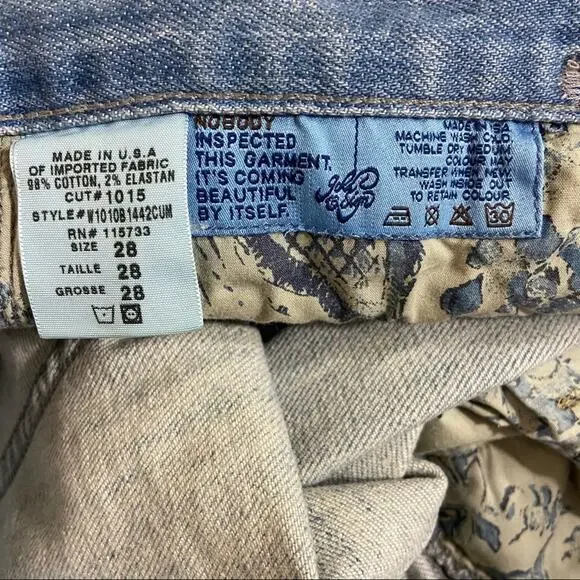 MADE IN U.S.A
OF IMPORTED FABRIC
98% COTTON, 2% ELASTAN
CUT# 1015
STYLE# W1010B1442CUM
RN# 115733
SIZE 28
TAILLE 28
GROSSE 28
NOBODY
INSPECTED
THIS GARMENT.
IT'S COMING
BEAUTIFUL
BY ITSELF.
MADE IN USA
MACHINE WASH COLD
TUMBLE DRY MEDIUM
COLOUR MAY
TRANSFER WHEN NEW.
WASH INSIDE OUT
TO RETAIN COLOUR.
30